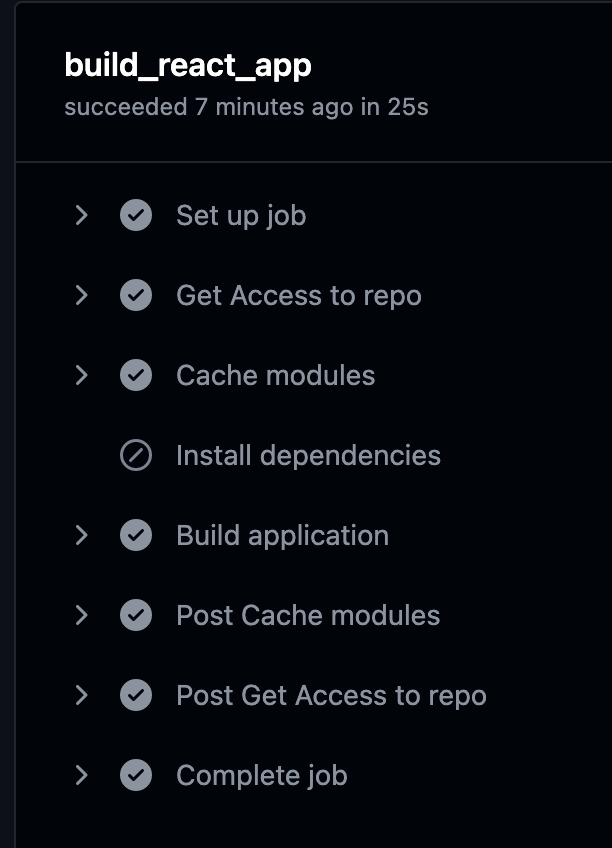 build_react_app
succeeded 7 minutes ago in 25s
Set up job
Get Access to repo
Cache modules
Install dependencies
Build application
Post Cache modules
Post Get Access to repo
Complete job